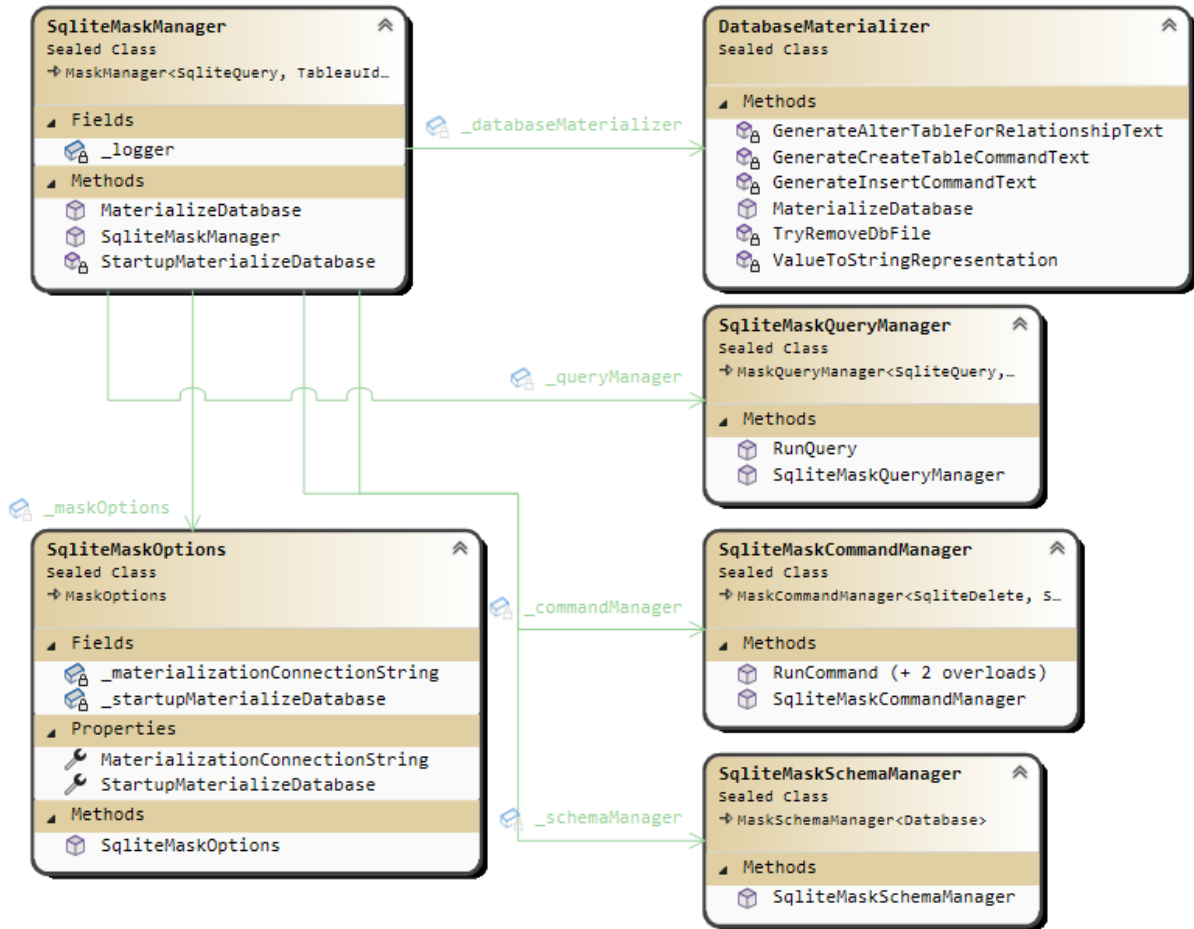 SqliteMaskManager
Sealed Class
MaskManager<SqliteQuery, TableauId…
Fields
_logger
Methods
MaterializeDatabase
SqliteMaskManager
StartupMaterializeDatabase
_databaseMaterializer
DatabaseMaterializer
Sealed Class
Methods
GenerateAlterTableForRelationshipText
GenerateCreateTableCommandText
GenerateInsertCommandText
MaterializeDatabase
TryRemoveDbFile
ValueToStringRepresentation
_queryManager
SqliteMaskQueryManager
Sealed Class
MaskQueryManager<SqliteQuery,…
Methods
RunQuery
SqliteMaskQueryManager
_maskOptions
SqliteMaskOptions
Sealed Class
MaskOptions
Fields
_materializationConnectionString
_startupMaterializeDatabase
Properties
MaterializationConnectionString
StartupMaterializeDatabase
Methods
SqliteMaskOptions
_commandManager
SqliteMaskCommandManager
Sealed Class
MaskCommandManager<SqliteDelete, S…
Methods
RunCommand (+ 2 overloads)
SqliteMaskCommandManager
_schemaManager
SqliteMaskSchemaManager
Sealed Class
MaskSchemaManager<Database>
Methods
SqliteMaskSchemaManager